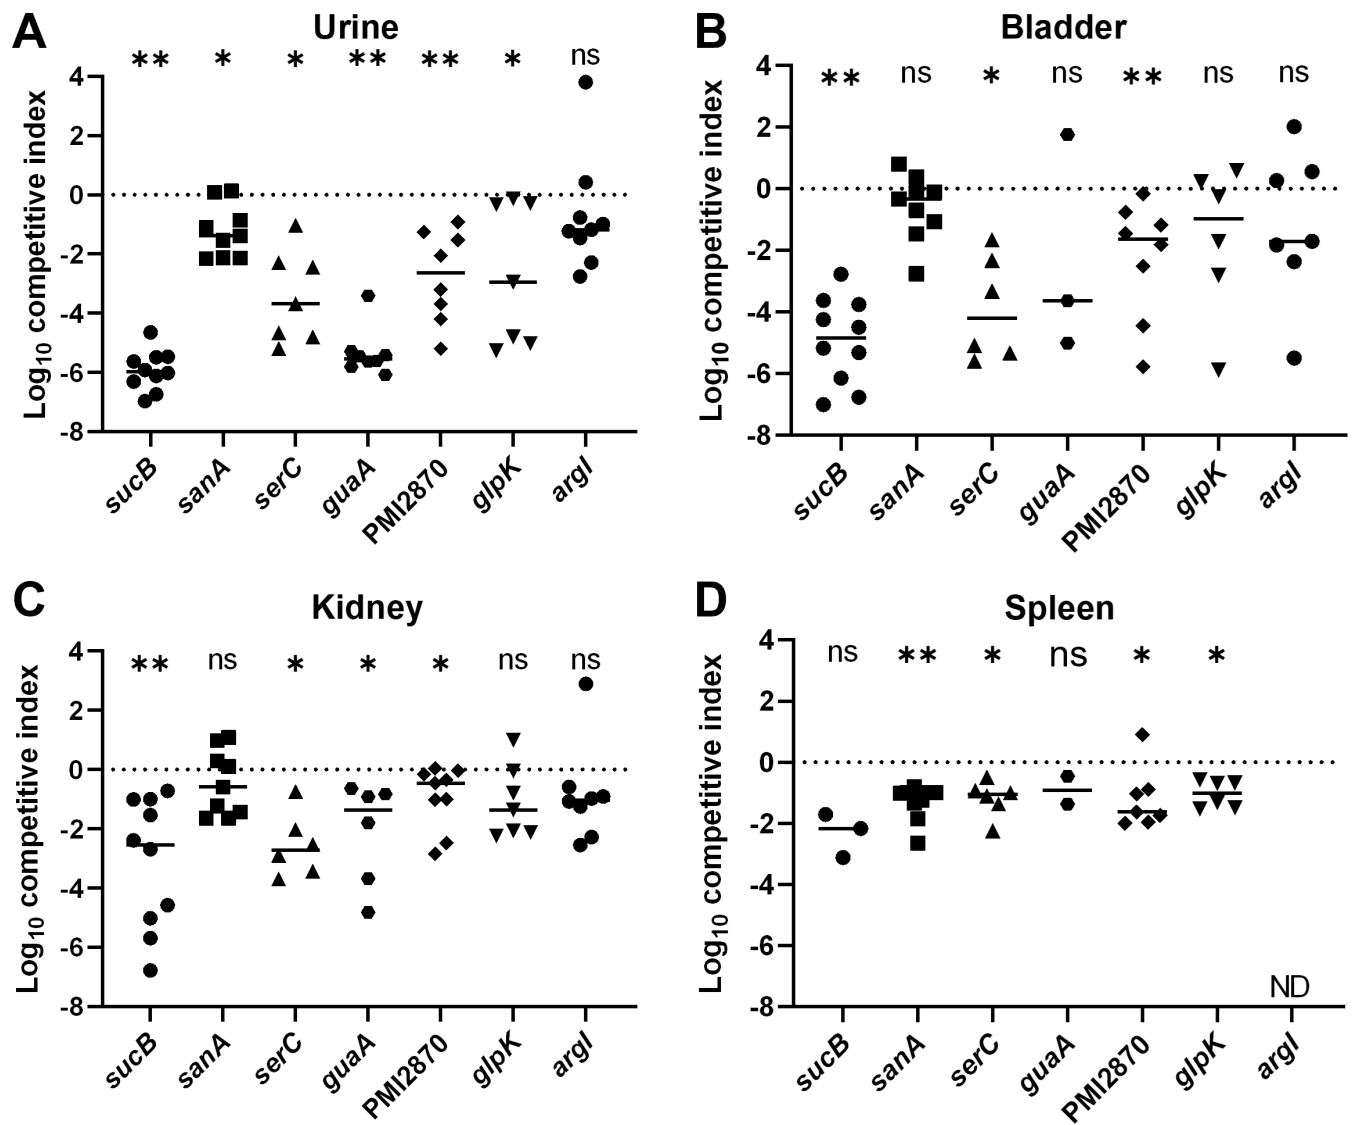 A
Urine
** * * ** ** * ns
Log10 competitive index
4
2
0
-2
-4
-6
-8
sucB sanA serC guaA PMI2870 glpK argI
B
Bladder
** ns * ns ** ns ns
Log10 competitive index
4
2
0
-2
-4
-6
-8
sucB sanA serC guaA PMI2870 glpK argI
C
Kidney
** ns * * * ns ns
Log10 competitive index
4
2
0
-2
-4
-6
-8
sucB sanA serC guaA PMI2870 glpK argI
D
Spleen
ns ** * ns * *
Log10 competitive index
4
2
0
-2
-4
-6
-8
ND
sucB sanA serC guaA PMI2870 glpK argI